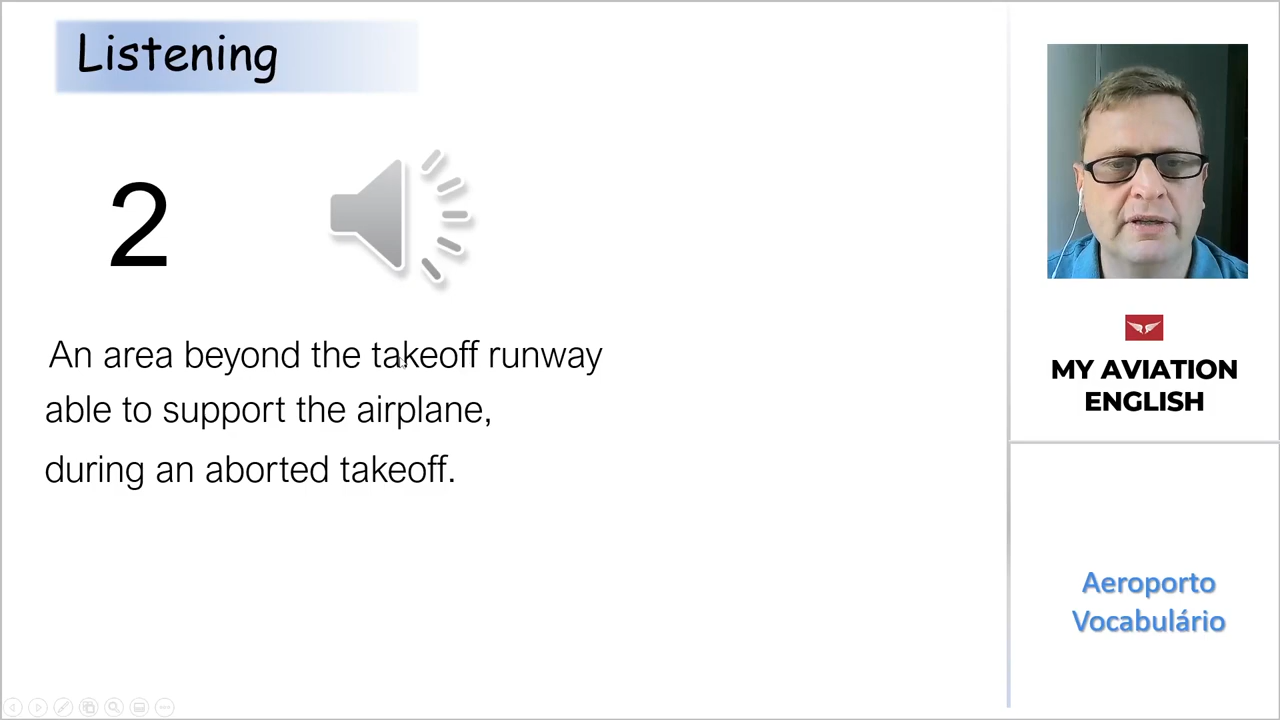 Listening
2
An area beyond the takeoff runway
able to support the airplane,
during an aborted takeoff.
MY AVIATION
ENGLISH
Aeroporto
Vocabulário